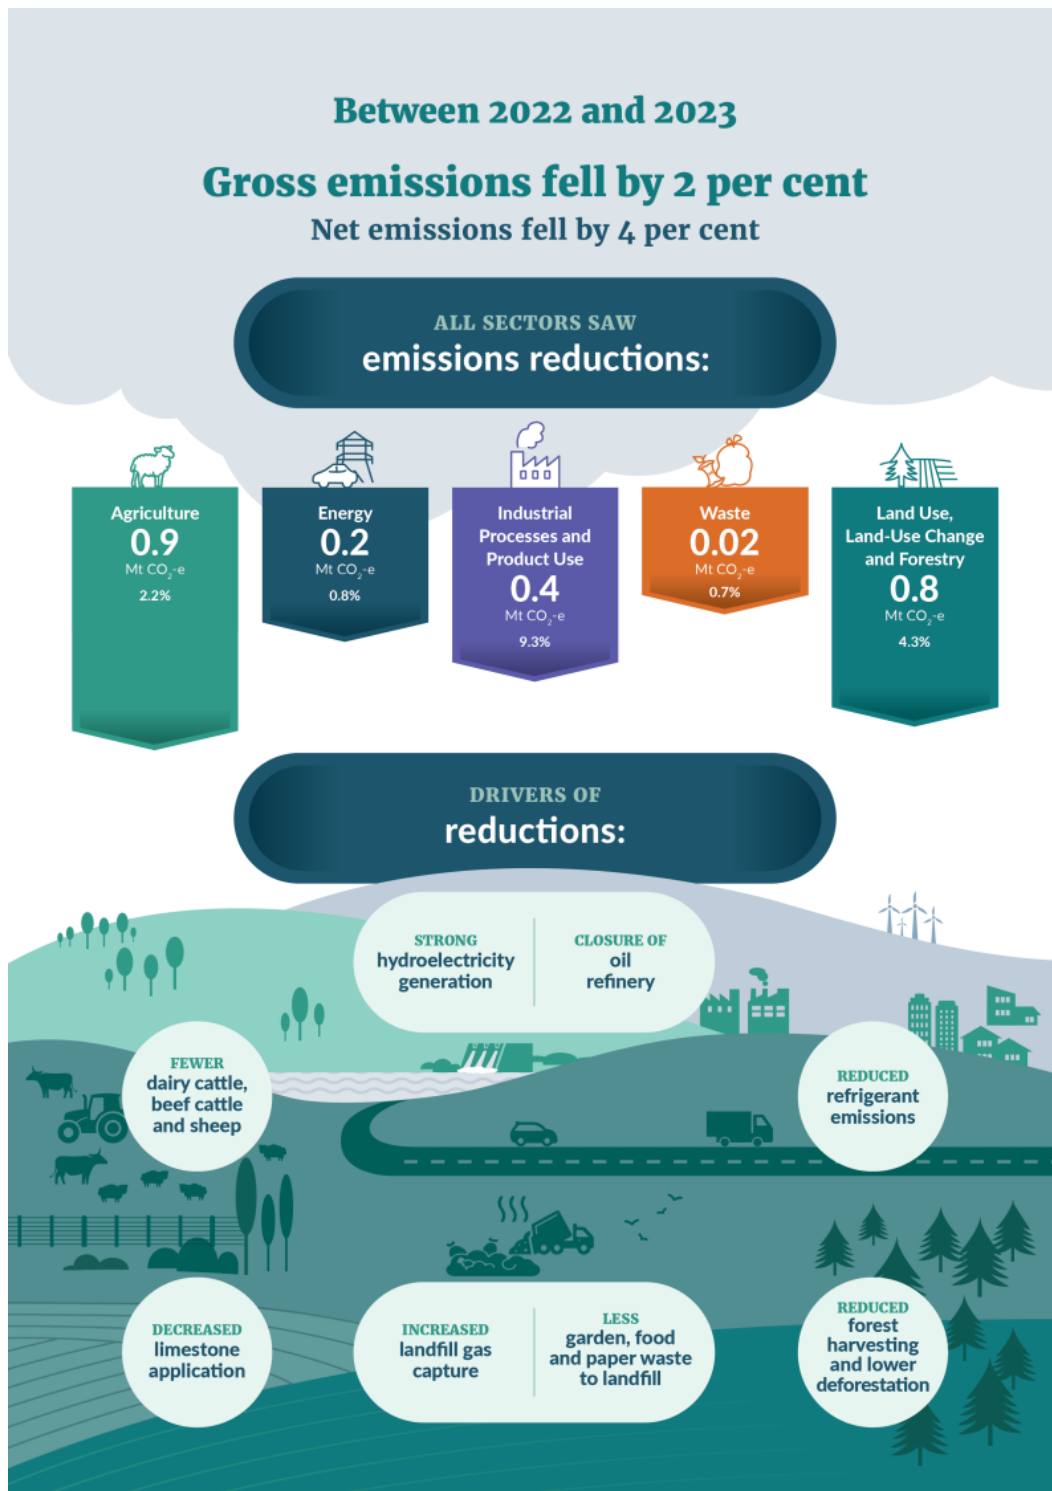 Between 2022 and 2023
Gross emissions fell by 2 per cent
Net emissions fell by 4 per cent
ALL SECTORS SAW
emissions reductions:
Agriculture
0.9
Mt CO₂-e
2.2%
Energy
0.2
Mt CO₂-e
0.8%
Industrial
Processes and
Product Use
0.4
Mt CO₂-e
9.3%
Waste
0.02
Mt CO₂-e
0.7%
Land Use,
Land-Use Change
and Forestry
0.8
Mt CO₂-e
4.3%
DRIVERS OF
reductions:
STRONG
hydroelectricity
generation
CLOSURE OF
oil
refinery
FEWER
dairy cattle,
beef cattle
and sheep
REDUCED
refrigerant
emissions
DECREASED
limestone
application
INCREASED
landfill gas
capture
LESS
garden, food
and paper waste
to landfill
REDUCED
forest
harvesting
and lower
deforestation